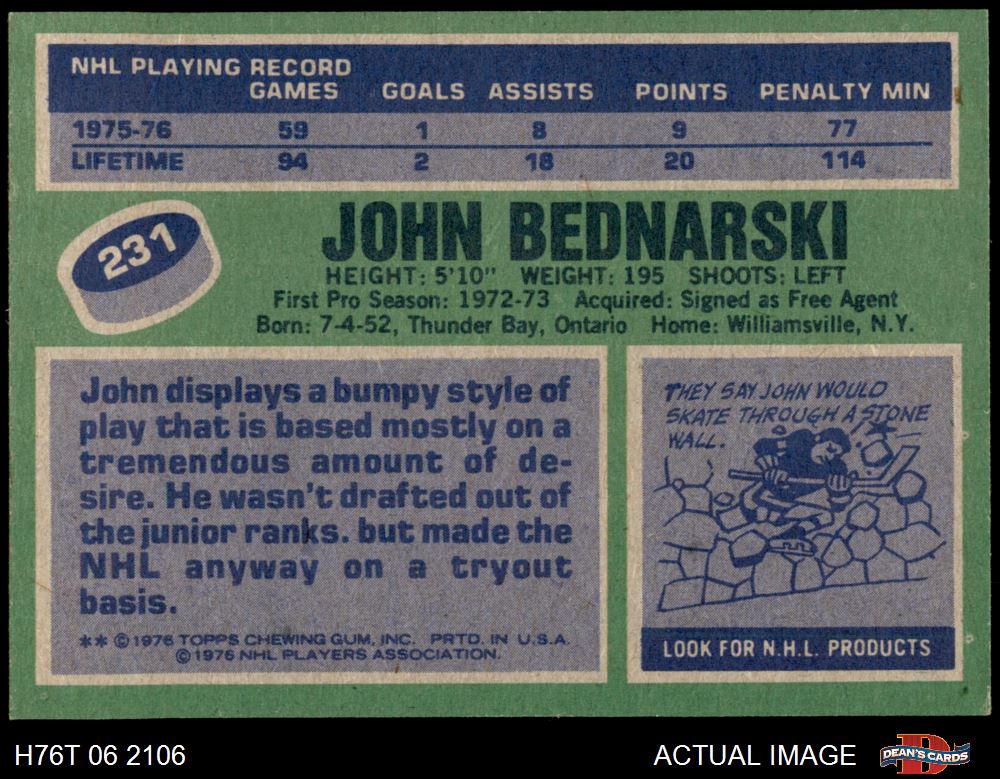 NHL PLAYING RECORD
GAMES GOALS ASSISTS POINTS PENALTY MIN
1975-76 59 1 8 9 77
LIFETIME 94 2 18 20 114
231
JOHN BEDNARSKI
HEIGHT: 5'10" WEIGHT: 195 SHOOTS: LEFT
First Pro Season: 1972-73 Acquired: Signed as Free Agent
Born: 7-4-52, Thunder Bay, Ontario Home: Williamsville, N.Y.
John displays a bumpy style of
play that is based mostly on a
tremendous amount of de-
sire. He wasn't drafted out of
the junior ranks. but made the
NHL anyway on a tryout
basis.
** © 1976 TOPPS CHEWING GUM, INC. PRTD. IN U.S.A.
© 1976 NHL PLAYERS ASSOCIATION.
THEY SAY JOHN WOULD
SKATE THROUGH A STONE
WALL.
LOOK FOR N.H.L. PRODUCTS
H76T 06 2106 ACTUAL IMAGE
D
DEAN'S CARDS